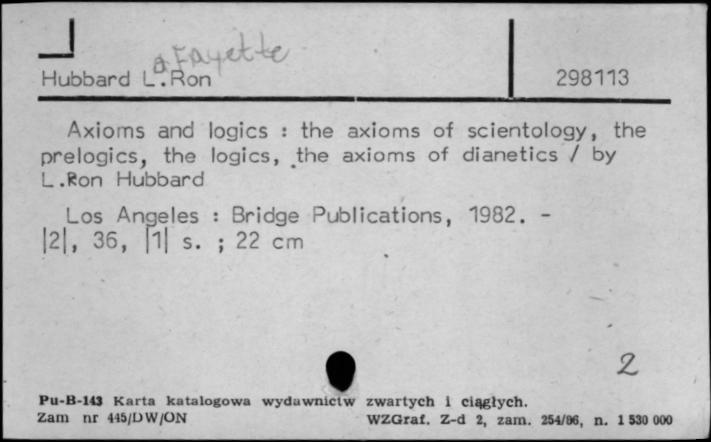 afayette
Hubbard L.Ron 298113
Axioms and logics : the axioms of scientology, the
prelogics, the logics, the axioms of dianetics / by
L.Ron Hubbard
Los Angeles : Bridge Publications, 1982. -
|2|, 36, |1| s. ; 22 cm
2
Pu-B-143 Karta katalogowa wydawnictw zwartych i ciągłych.
Zam nr 445/DW/ON WZGraf. Z-d 2, zam. 254/86, n. 1 530 000